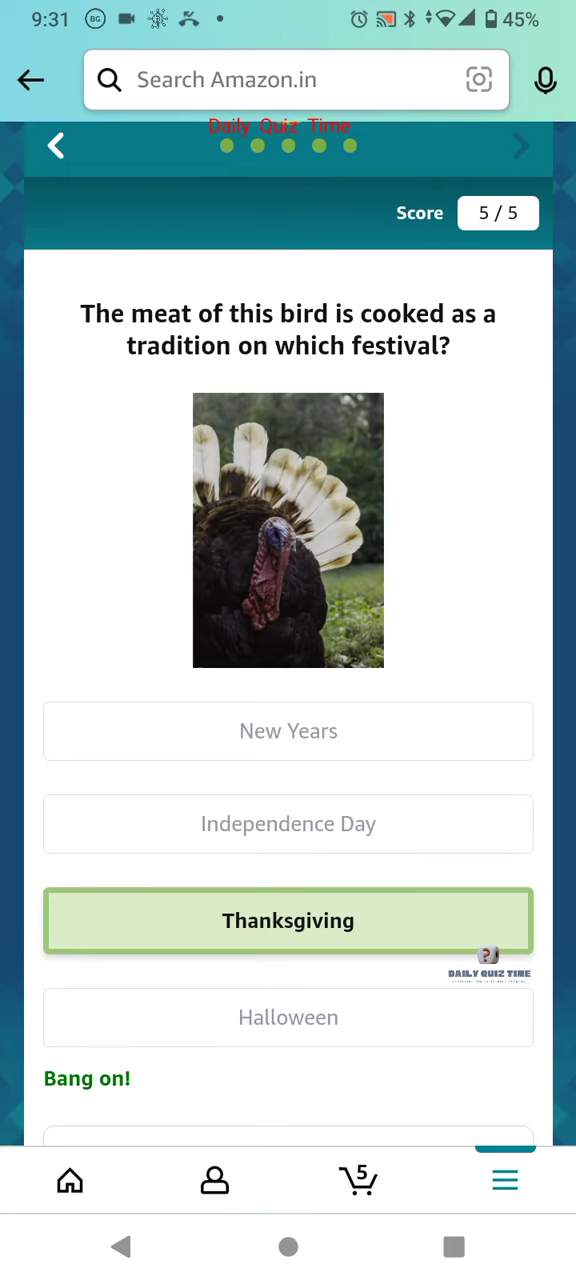 9:31
BG
45%
Search Amazon.in
Daily Quiz Time
Score 5 / 5
The meat of this bird is cooked as a
tradition on which festival?
New Years
Independence Day
Thanksgiving
?
DAILY QUIZ TIME
Halloween
Bang on!
5